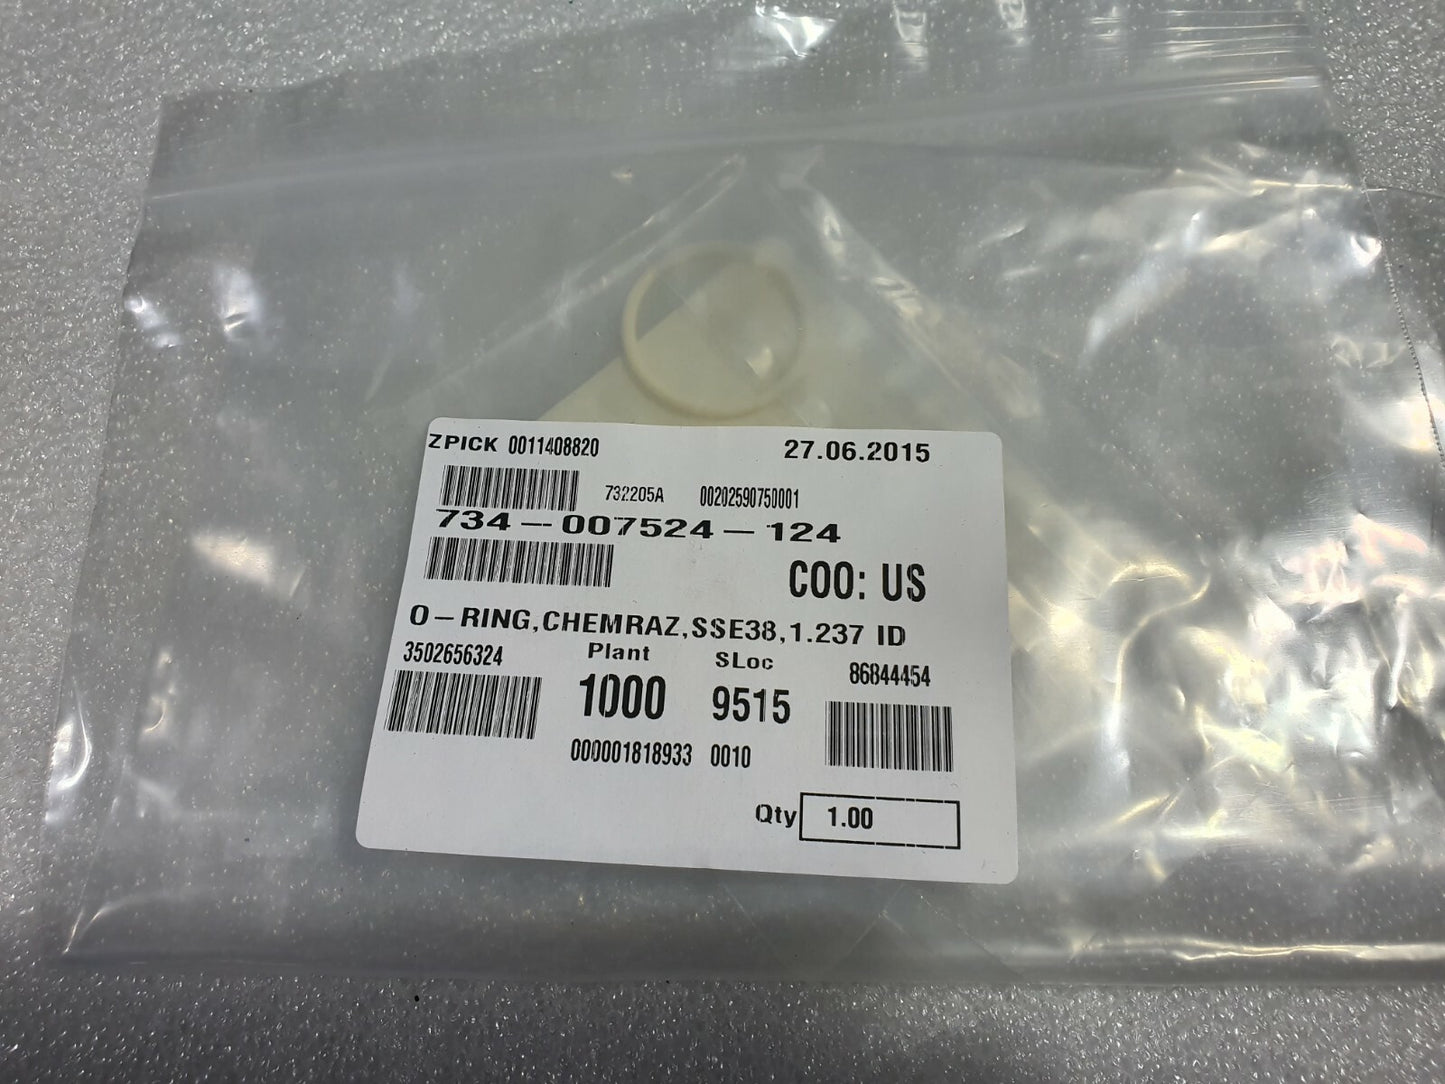 ZPICK 0011408820 27.06.2015
732205A 00202590750001
734-007524-124
COO: US
O-RING,CHEMRAZ,SSE38,1.237 ID
3502656324 Plant SLoc 86844454
1000 9515
000001818933 0010
Qty 1.00